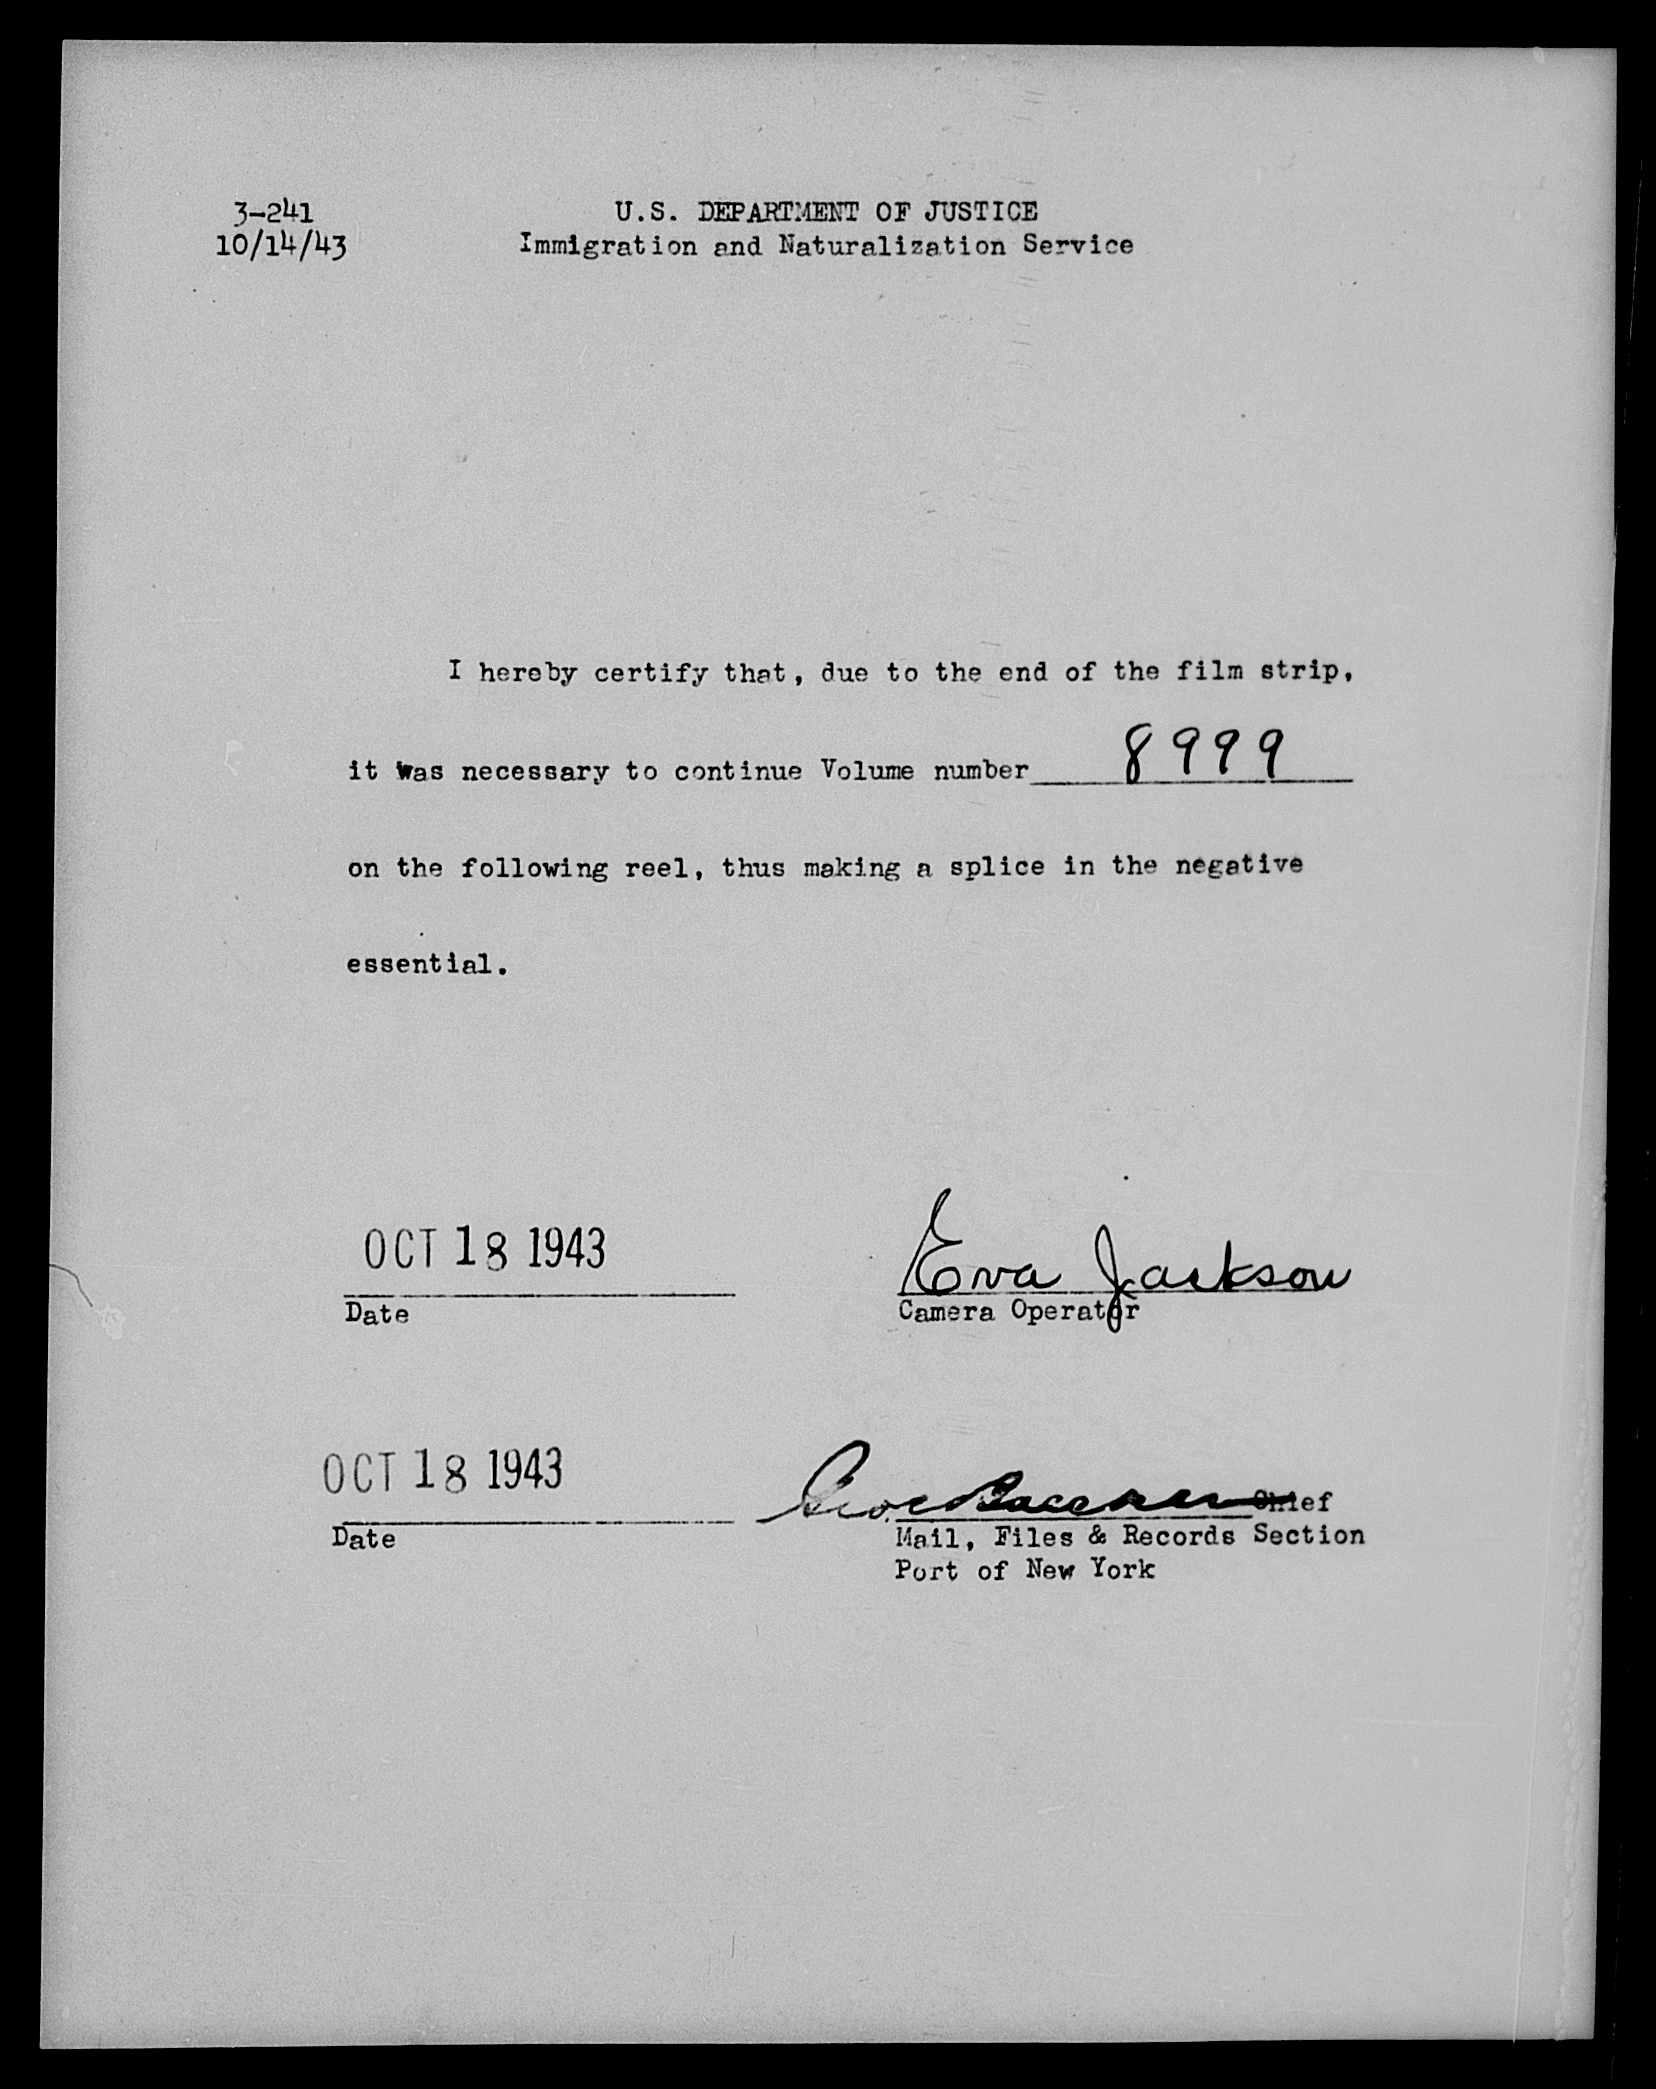 3-241
10/14/43
U.S. DEPARTMENT OF JUSTICE
Immigration and Naturalization Service
I hereby certify that, due to the end of the film strip,
it was necessary to continue Volume number 8999
on the following reel, thus making a splice in the negative
essential.
OCT 18 1943
Date
Eva Jackson
Camera Operator
OCT 18 1943
Date
Geo. Chief
Mail, Files & Records Section
Port of New York